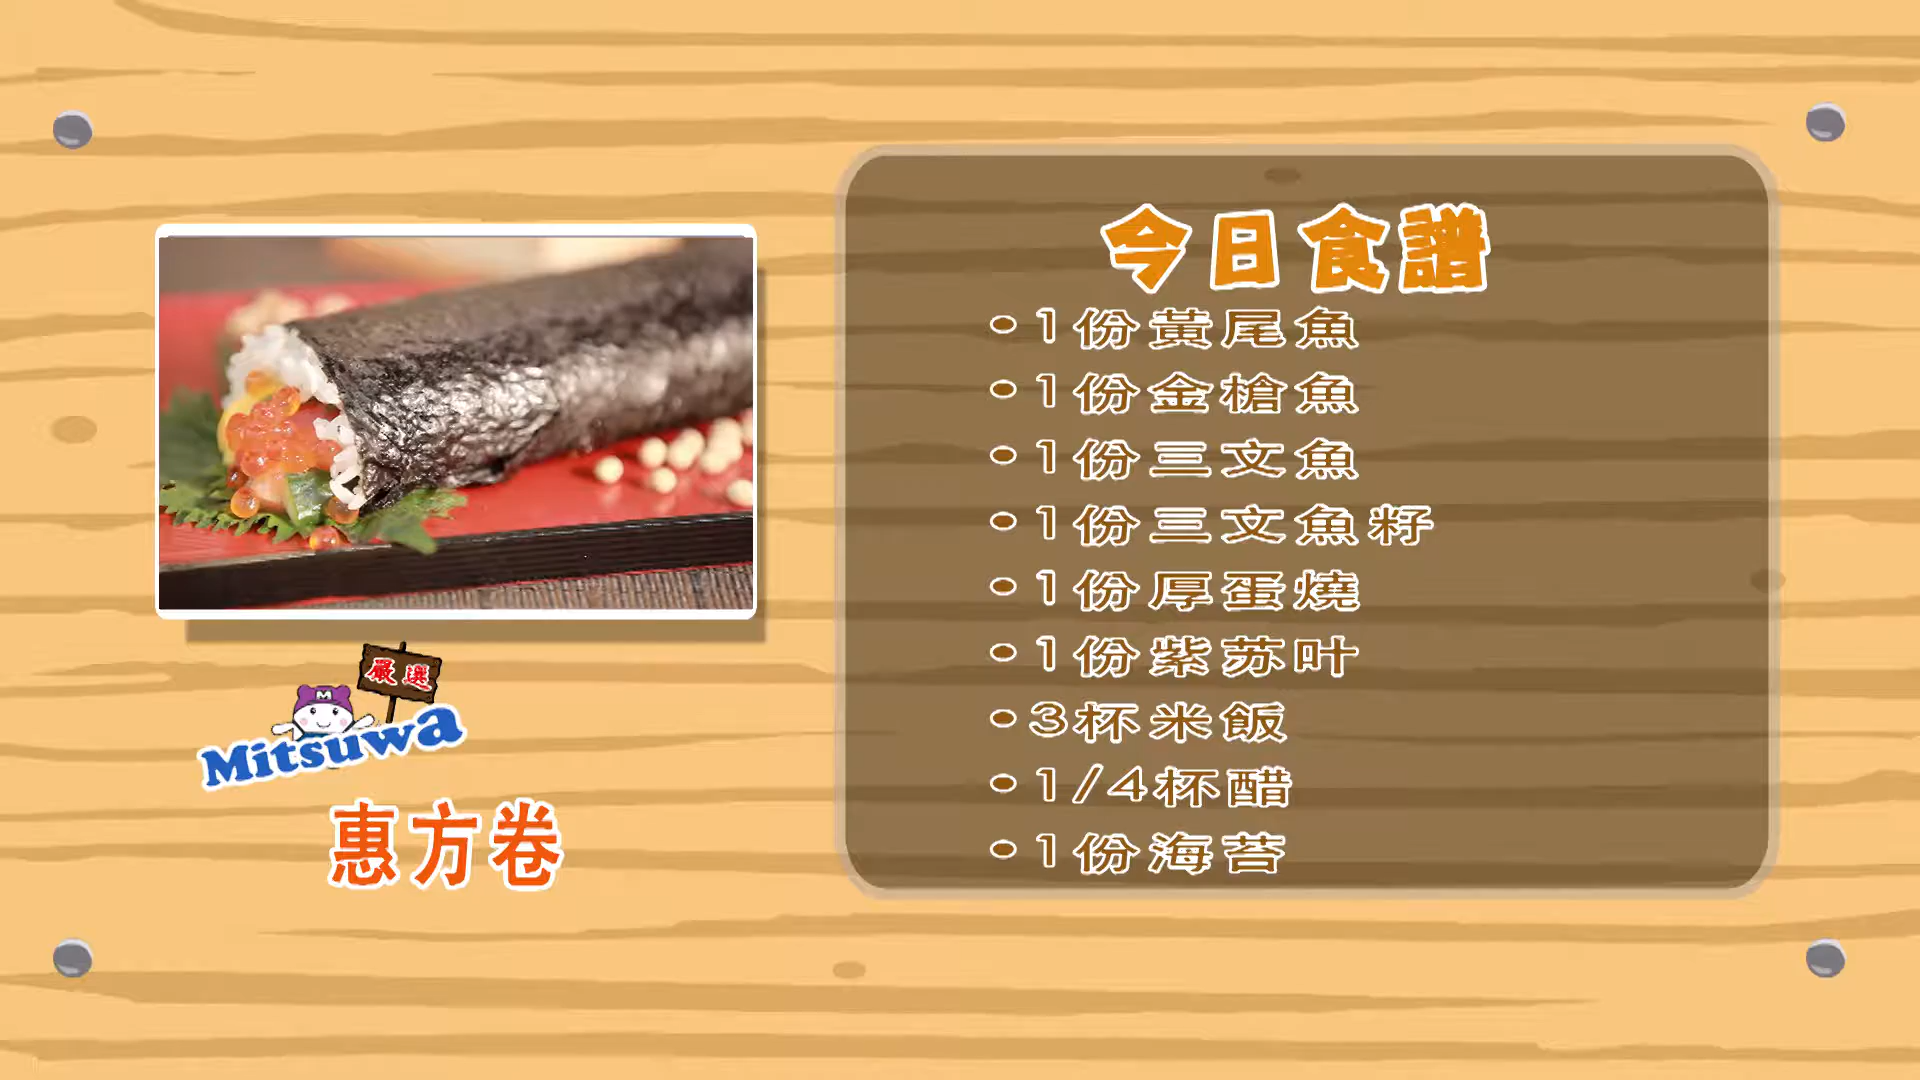 今日食譜
•1份黃尾魚
•1份金槍魚
•1份三文魚
•1份三文魚籽
•1份厚蛋燒
•1份紫苏叶
•3杯米飯
•1/4杯醋
•1份海苔
嚴選
M
Mitsuwa
惠方卷